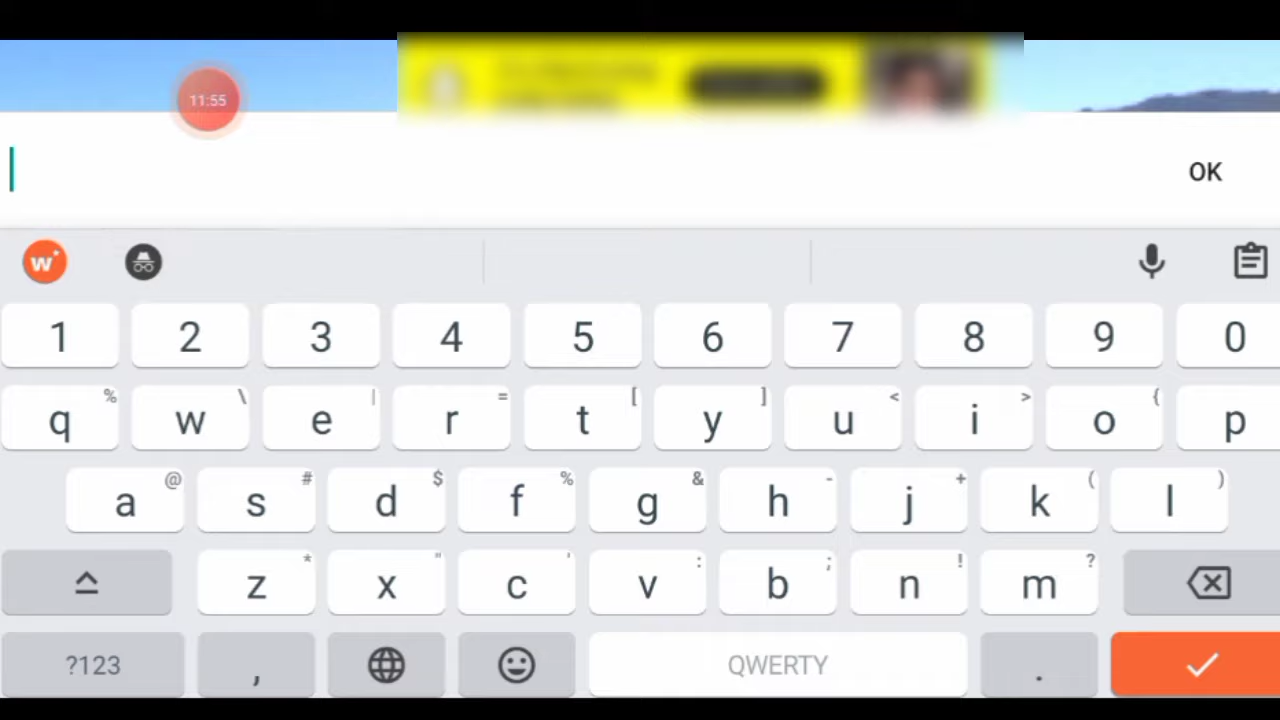 11:55
OK
w
1 2 3 4 5 6 7 8 9 0
q % w \ e | r = t [ y ] u < i > o { p
a @ s # d $ f % g & h - j + k ( l )
z * x " c ' v : b ; n ! m ?
?123 , QWERTY .